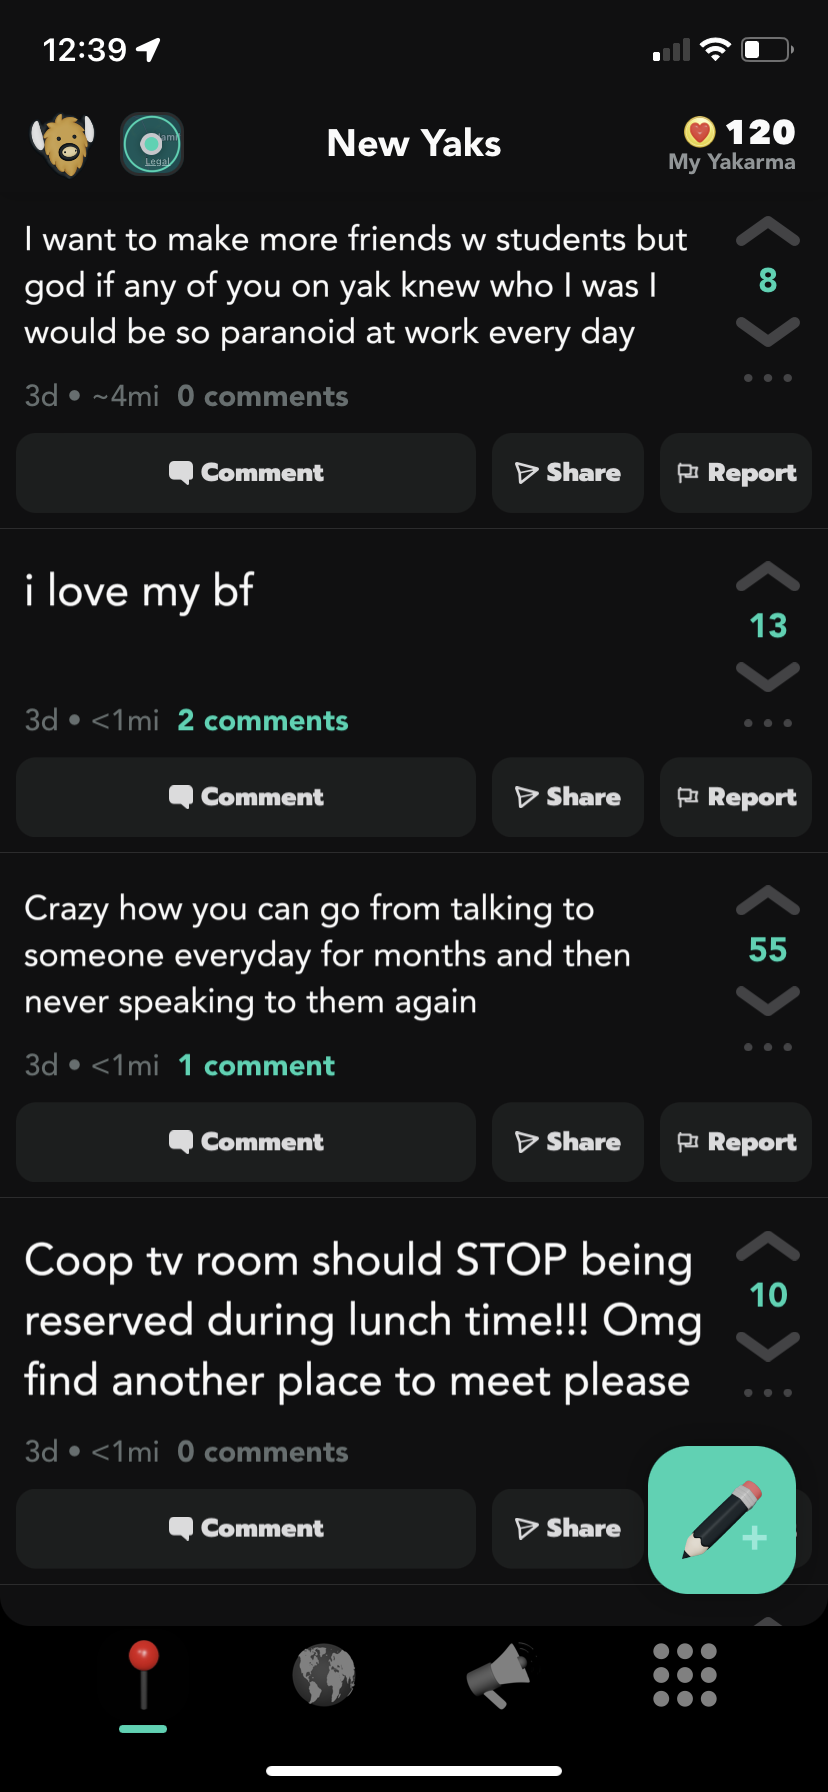 12:39
New Yaks
120
My Yakarma
Legal
I want to make more friends w students but
god if any of you on yak knew who I was I
would be so paranoid at work every day
8
3d • ~4mi 0 comments
Comment Share Report
i love my bf
13
3d • <1mi 2 comments
Comment Share Report
Crazy how you can go from talking to
someone everyday for months and then
never speaking to them again
55
3d • <1mi 1 comment
Comment Share Report
Coop tv room should STOP being
reserved during lunch time!!! Omg
find another place to meet please
10
3d • <1mi 0 comments
Comment Share